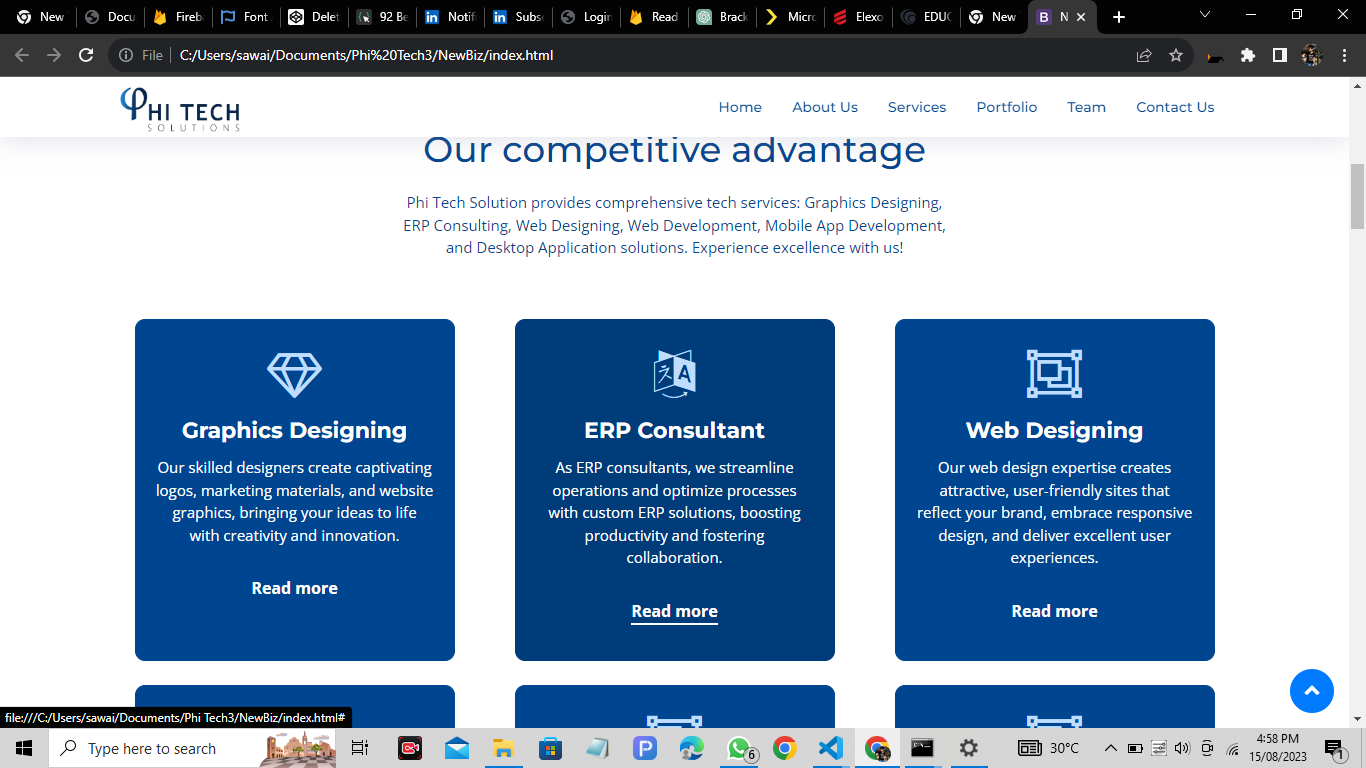 New
Docu
Fireb
Font
Delet
92 Be
Notifi
Subsc
Login
Read
Brack
Micro
Elexo
EDUC
New
N
File | C:/Users/sawai/Documents/Phi%20Tech3/NewBiz/index.html
PHI TECH
SOLUTIONS
Home About Us Services Portfolio Team Contact Us
Our competitive advantage
Phi Tech Solution provides comprehensive tech services: Graphics Designing,
ERP Consulting, Web Designing, Web Development, Mobile App Development,
and Desktop Application solutions. Experience excellence with us!
Graphics Designing
Our skilled designers create captivating
logos, marketing materials, and website
graphics, bringing your ideas to life
with creativity and innovation.
Read more
ERP Consultant
As ERP consultants, we streamline
operations and optimize processes
with custom ERP solutions, boosting
productivity and fostering
collaboration.
Read more
Web Designing
Our web design expertise creates
attractive, user-friendly sites that
reflect your brand, embrace responsive
design, and deliver excellent user
experiences.
Read more
file:///C:/Users/sawai/Documents/Phi Tech3/NewBiz/index.html#
Type here to search
6
30°C
4:58 PM
15/08/2023
1